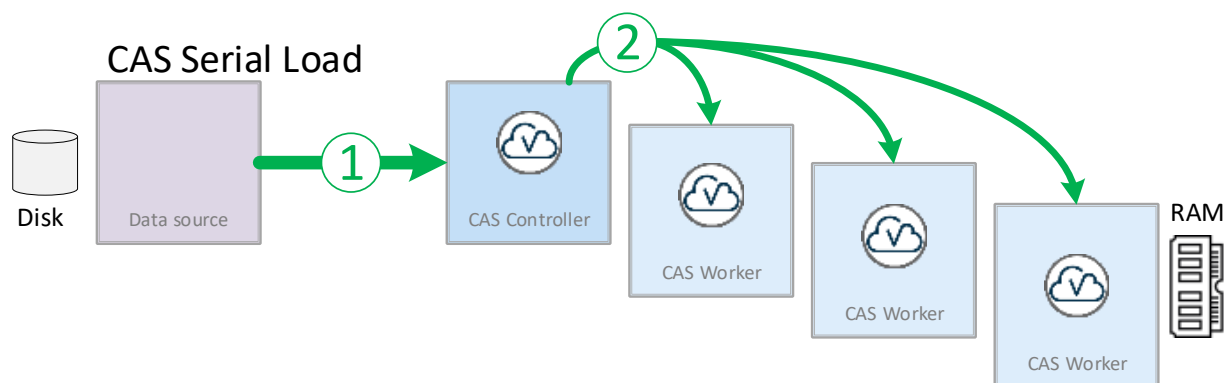 CAS Serial Load
2
1
V
V
V
V
RAM
Disk
Data source
CAS Controller
CAS Worker
CAS Worker
CAS Worker